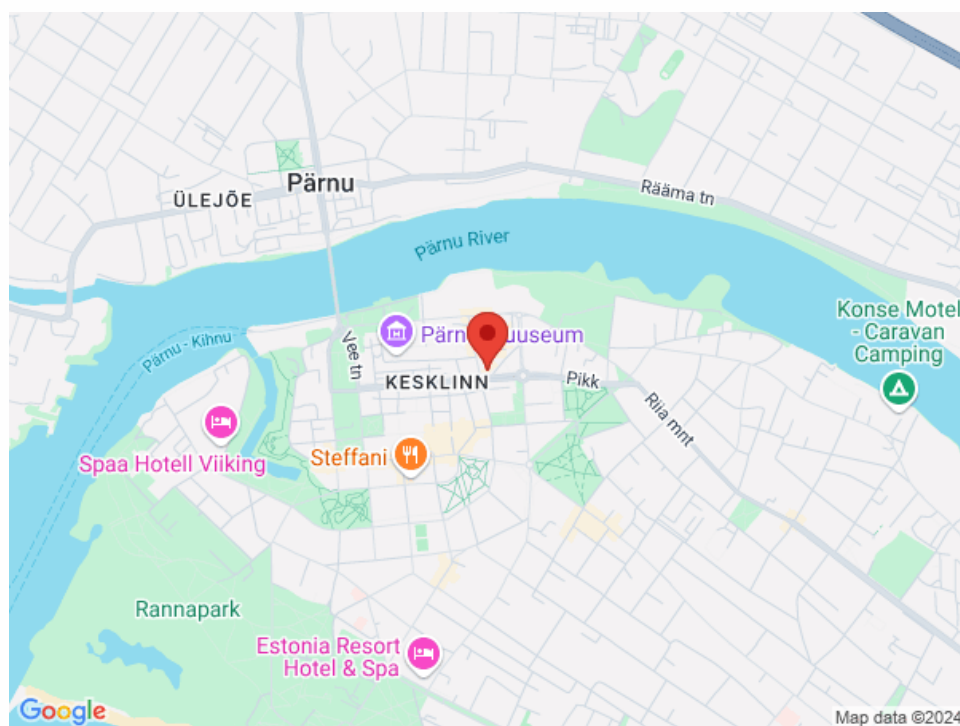 Rääma tn
Pärnu
ÜLEJÕE
Pärnu River
Konse Motel
- Caravan
Camping
Pärnu - Kihnu
Vee tn
KESKLINN
Pikk
Riia mnt
Steffani
Spaa Hotell Viiking
Rannapark
Estonia Resort
Hotel & Spa
Google
Map data ©2024